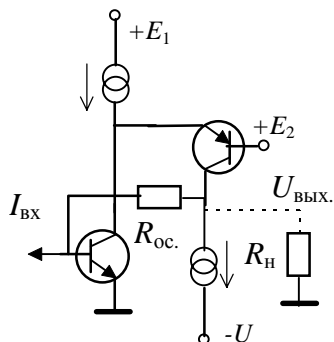 +E1
+E2
Uвых.
Iвх
Rос.
Rн
-U